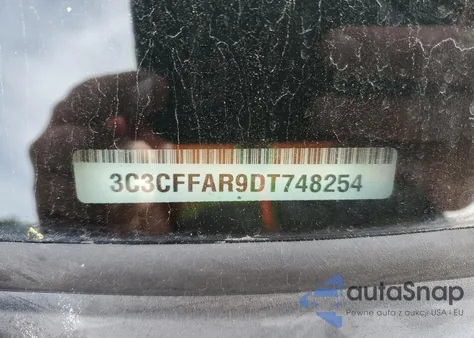 3C3CFFAR9DT748254
autoSnap
Pewne auta z aukcji USA i EU